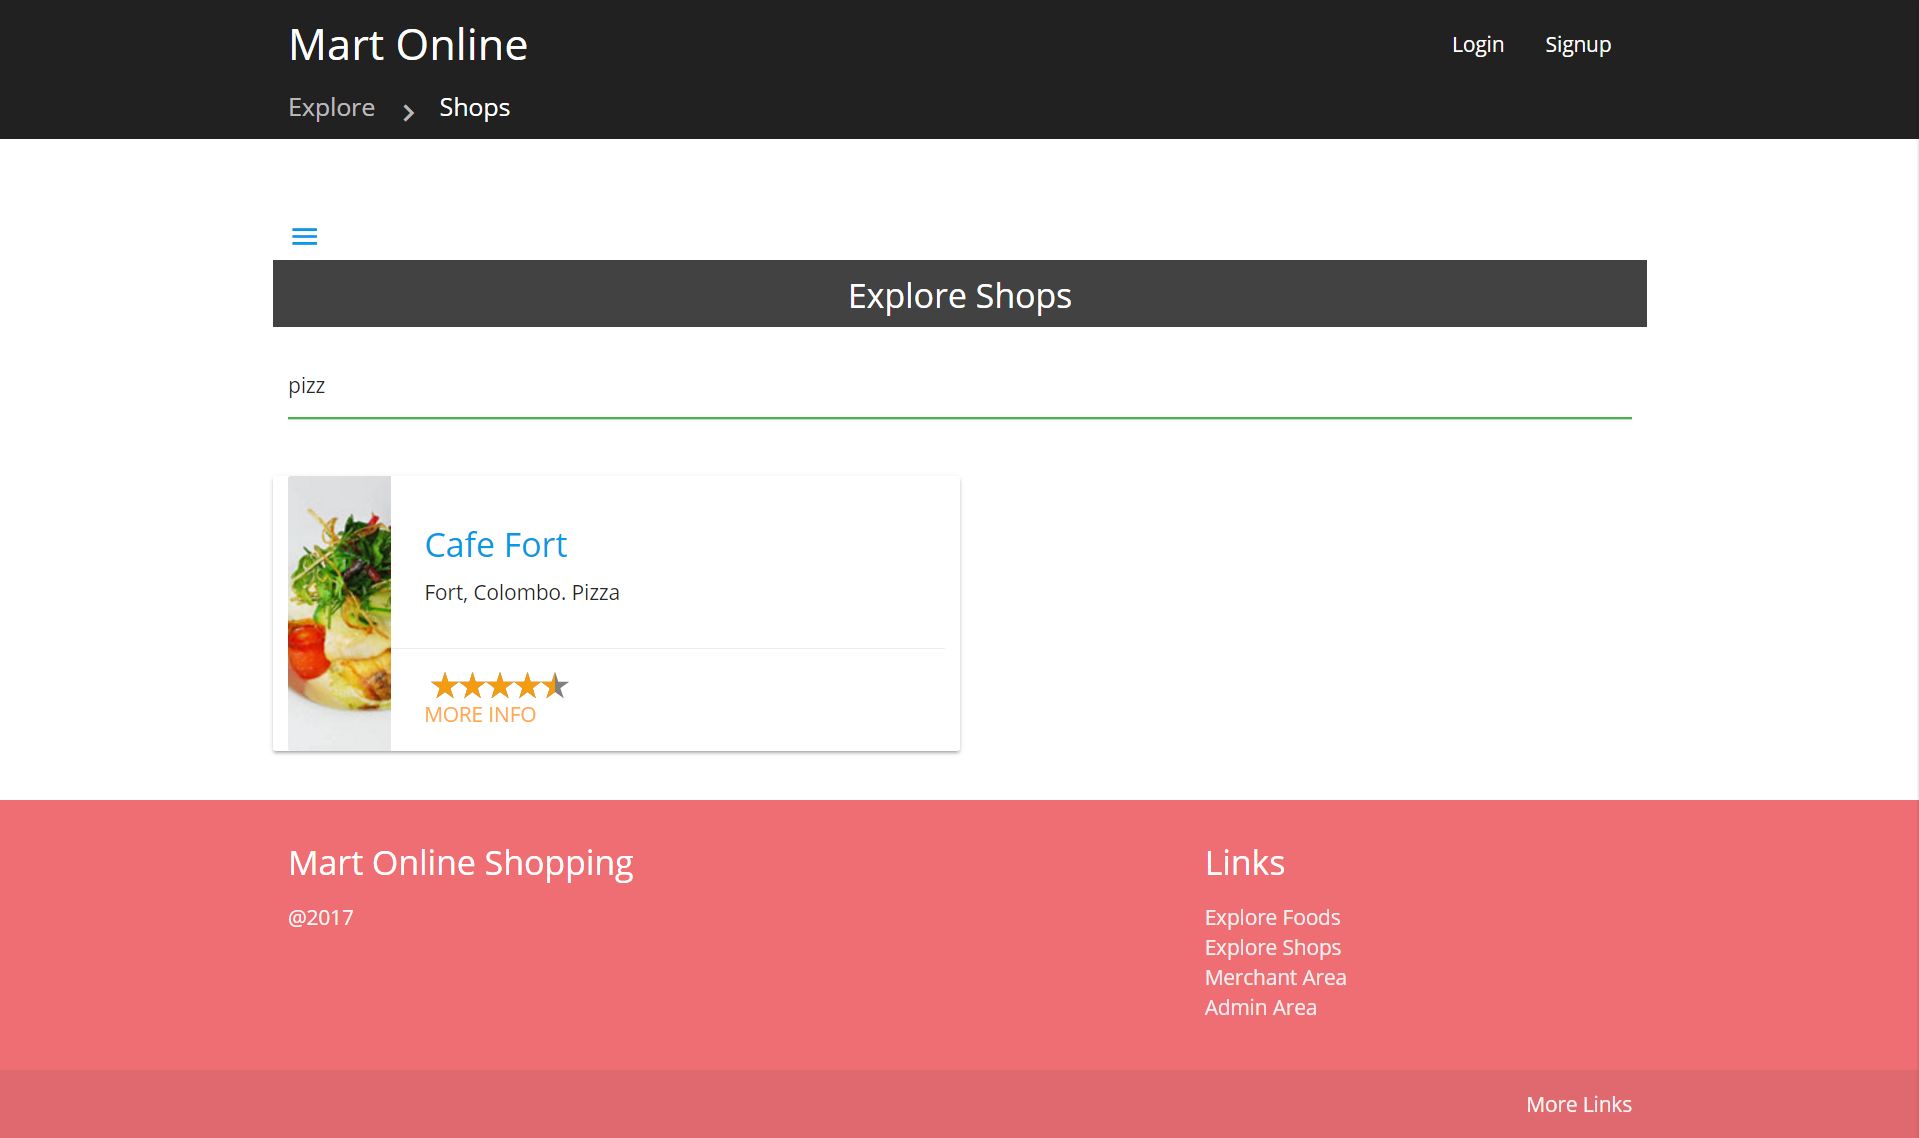 Mart Online
Login Signup
Explore Shops
Explore Shops
pizz
Cafe Fort
Fort, Colombo. Pizza
MORE INFO
Mart Online Shopping
@2017
Links
Explore Foods
Explore Shops
Merchant Area
Admin Area
More Links